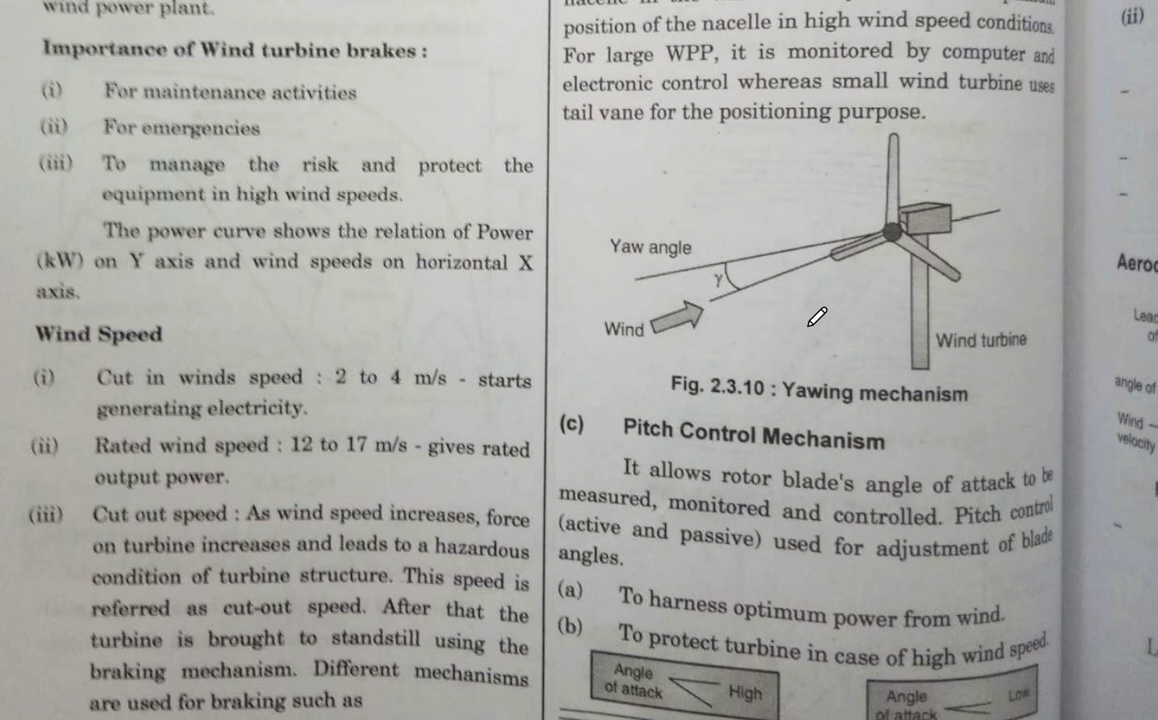 wind power plant.
Importance of Wind turbine brakes :
(i) For maintenance activities
(ii) For emergencies
(iii) To manage the risk and protect the
equipment in high wind speeds.
The power curve shows the relation of Power
(kW) on Y axis and wind speeds on horizontal X
axis.
Wind Speed
(i) Cut in winds speed : 2 to 4 m/s - starts
generating electricity.
(ii) Rated wind speed : 12 to 17 m/s - gives rated
output power.
(iii) Cut out speed : As wind speed increases, force
on turbine increases and leads to a hazardous
condition of turbine structure. This speed is
referred as cut-out speed. After that the
turbine is brought to standstill using the
braking mechanism. Different mechanisms
are used for braking such as
position of the nacelle in high wind speed conditions.
For large WPP, it is monitored by computer and
electronic control whereas small wind turbine uses
tail vane for the positioning purpose.
Yaw angle
γ
Wind
Wind turbine
Fig. 2.3.10 : Yawing mechanism
(c) Pitch Control Mechanism
It allows rotor blade's angle of attack to be
measured, monitored and controlled. Pitch control
(active and passive) used for adjustment of blade
angles.
(a) To harness optimum power from wind.
(b) To protect turbine in case of high wind speed.
Angle
of attack
High
Angle
of attack
Low
(ii)
angle of
Wind
velocity